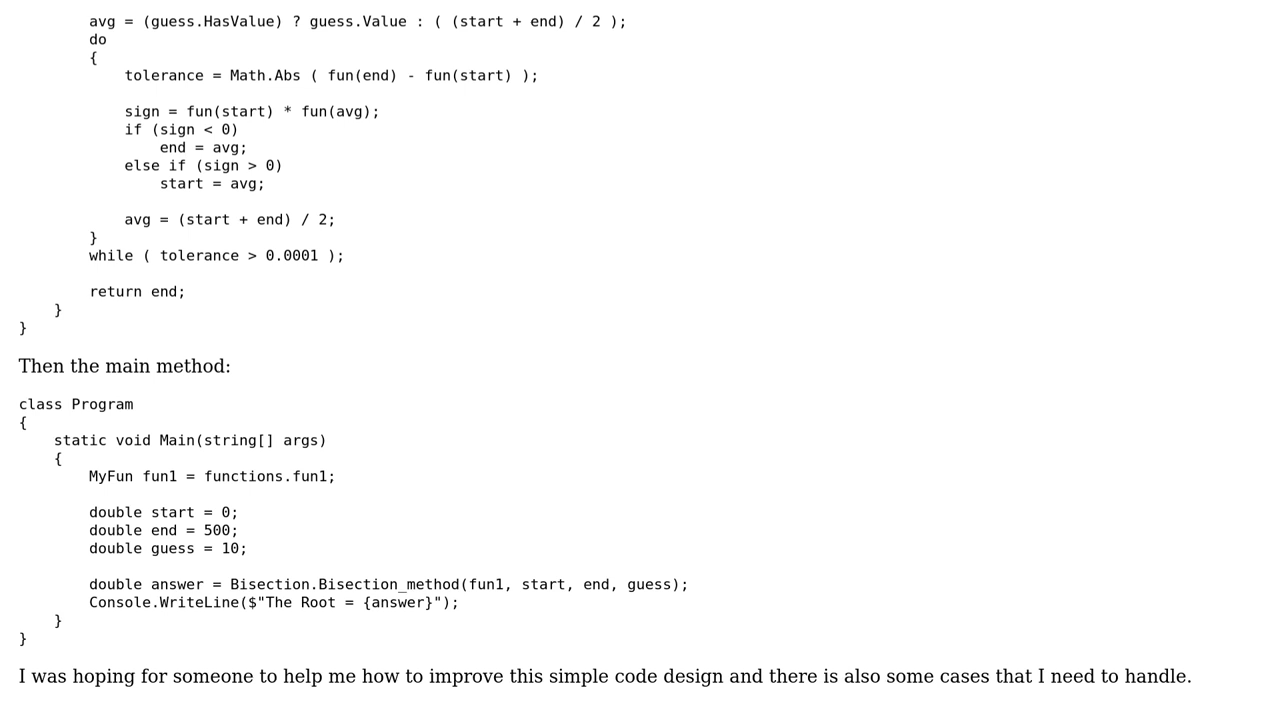 avg = (guess.HasValue) ? guess.Value : ( (start + end) / 2 );
        do
        {
            tolerance = Math.Abs ( fun(end) - fun(start) );

            sign = fun(start) * fun(avg);
            if (sign < 0)
                end = avg;
            else if (sign > 0)
                start = avg;

            avg = (start + end) / 2;
        }
        while ( tolerance > 0.0001 );

        return end;
    }
}
Then the main method:
class Program
{
    static void Main(string[] args)
    {
        MyFun fun1 = functions.fun1;

        double start = 0;
        double end = 500;
        double guess = 10;

        double answer = Bisection.Bisection_method(fun1, start, end, guess);
        Console.WriteLine($"The Root = {answer}");
    }
}
I was hoping for someone to help me how to improve this simple code design and there is also some cases that I need to handle.